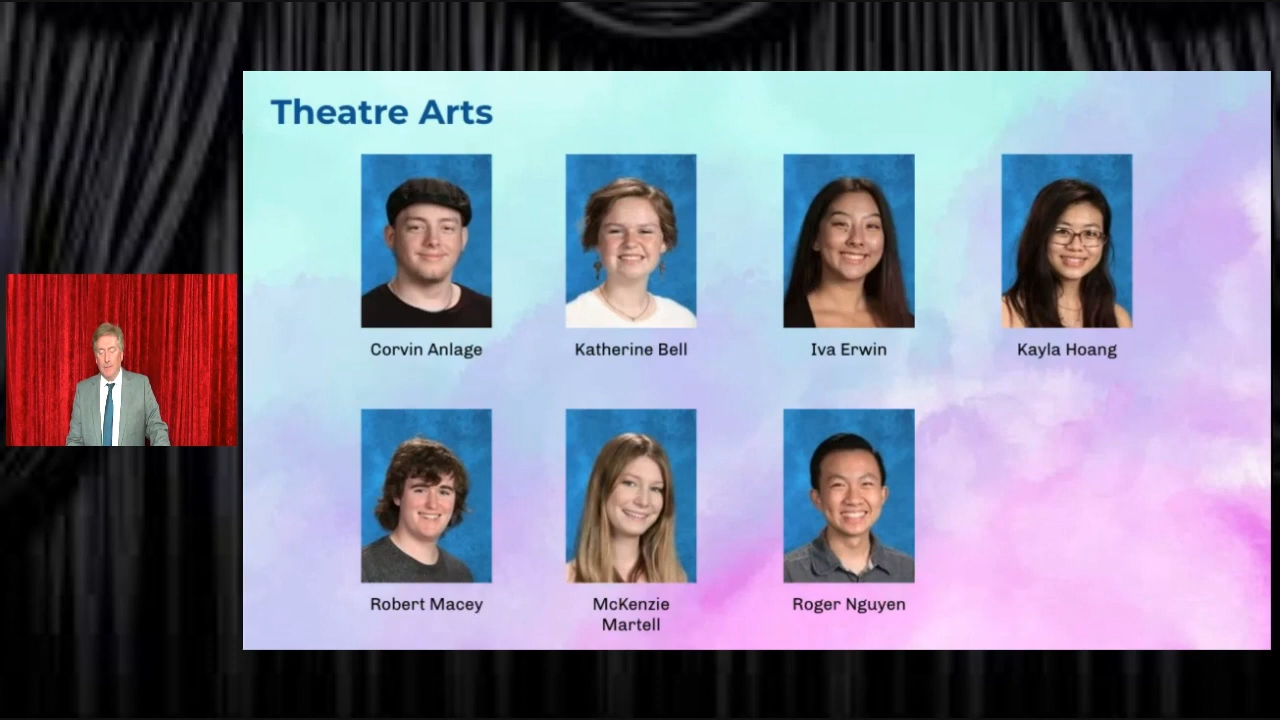 Theatre Arts
Corvin Anlage
Katherine Bell
Iva Erwin
Kayla Hoang
Robert Macey
McKenzie
Martell
Roger Nguyen